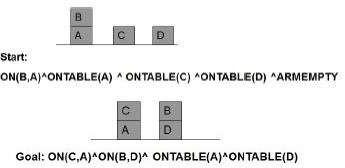 B
A C D
Start:
ON(B,A)^ONTABLE(A) ^ ONTABLE(C) ^ONTABLE(D) ^ARMEMPTY
C B
A D
Goal: ON(C,A)^ON(B,D)^ ONTABLE(A)^ONTABLE(D)